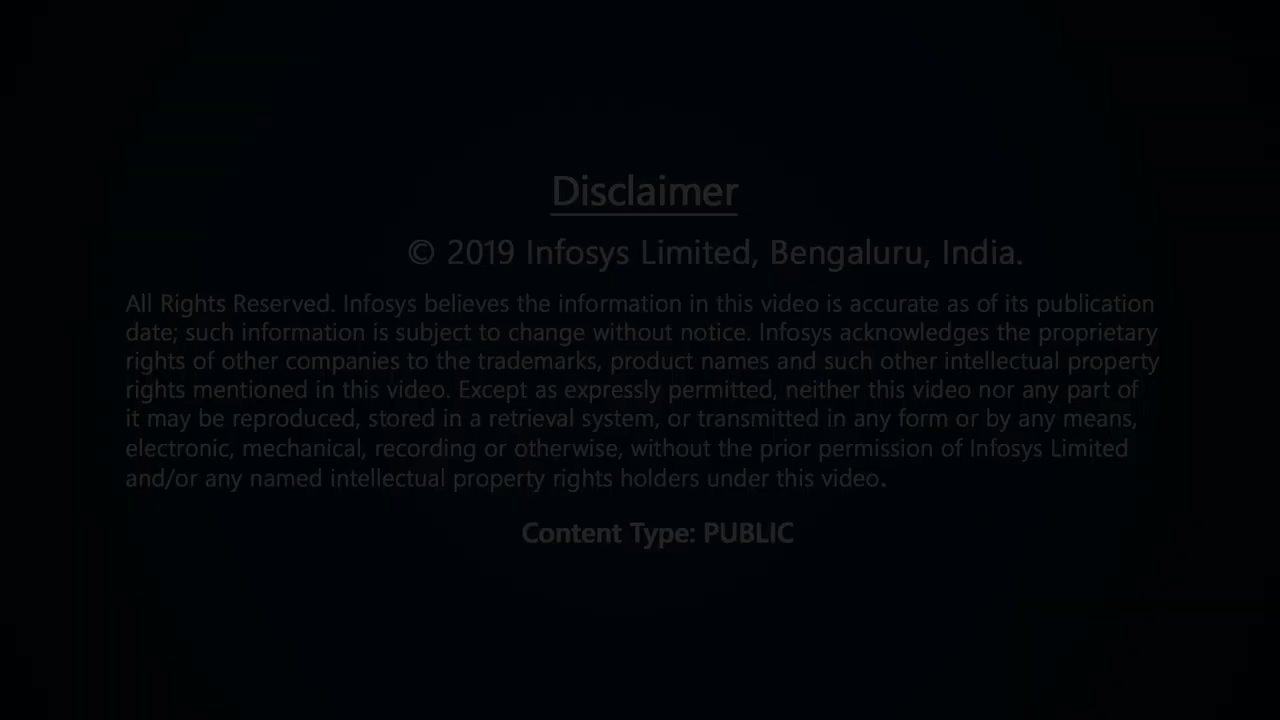 Disclaimer
© 2019 Infosys Limited, Bengaluru, India.
All Rights Reserved. Infosys believes the information in this video is accurate as of its publication
date; such information is subject to change without notice. Infosys acknowledges the proprietary
rights of other companies to the trademarks, product names and such other intellectual property
rights mentioned in this video. Except as expressly permitted, neither this video nor any part of
it may be reproduced, stored in a retrieval system, or transmitted in any form or by any means,
electronic, mechanical, recording or otherwise, without the prior permission of Infosys Limited
and/or any named intellectual property rights holders under this video.
Content Type: PUBLIC